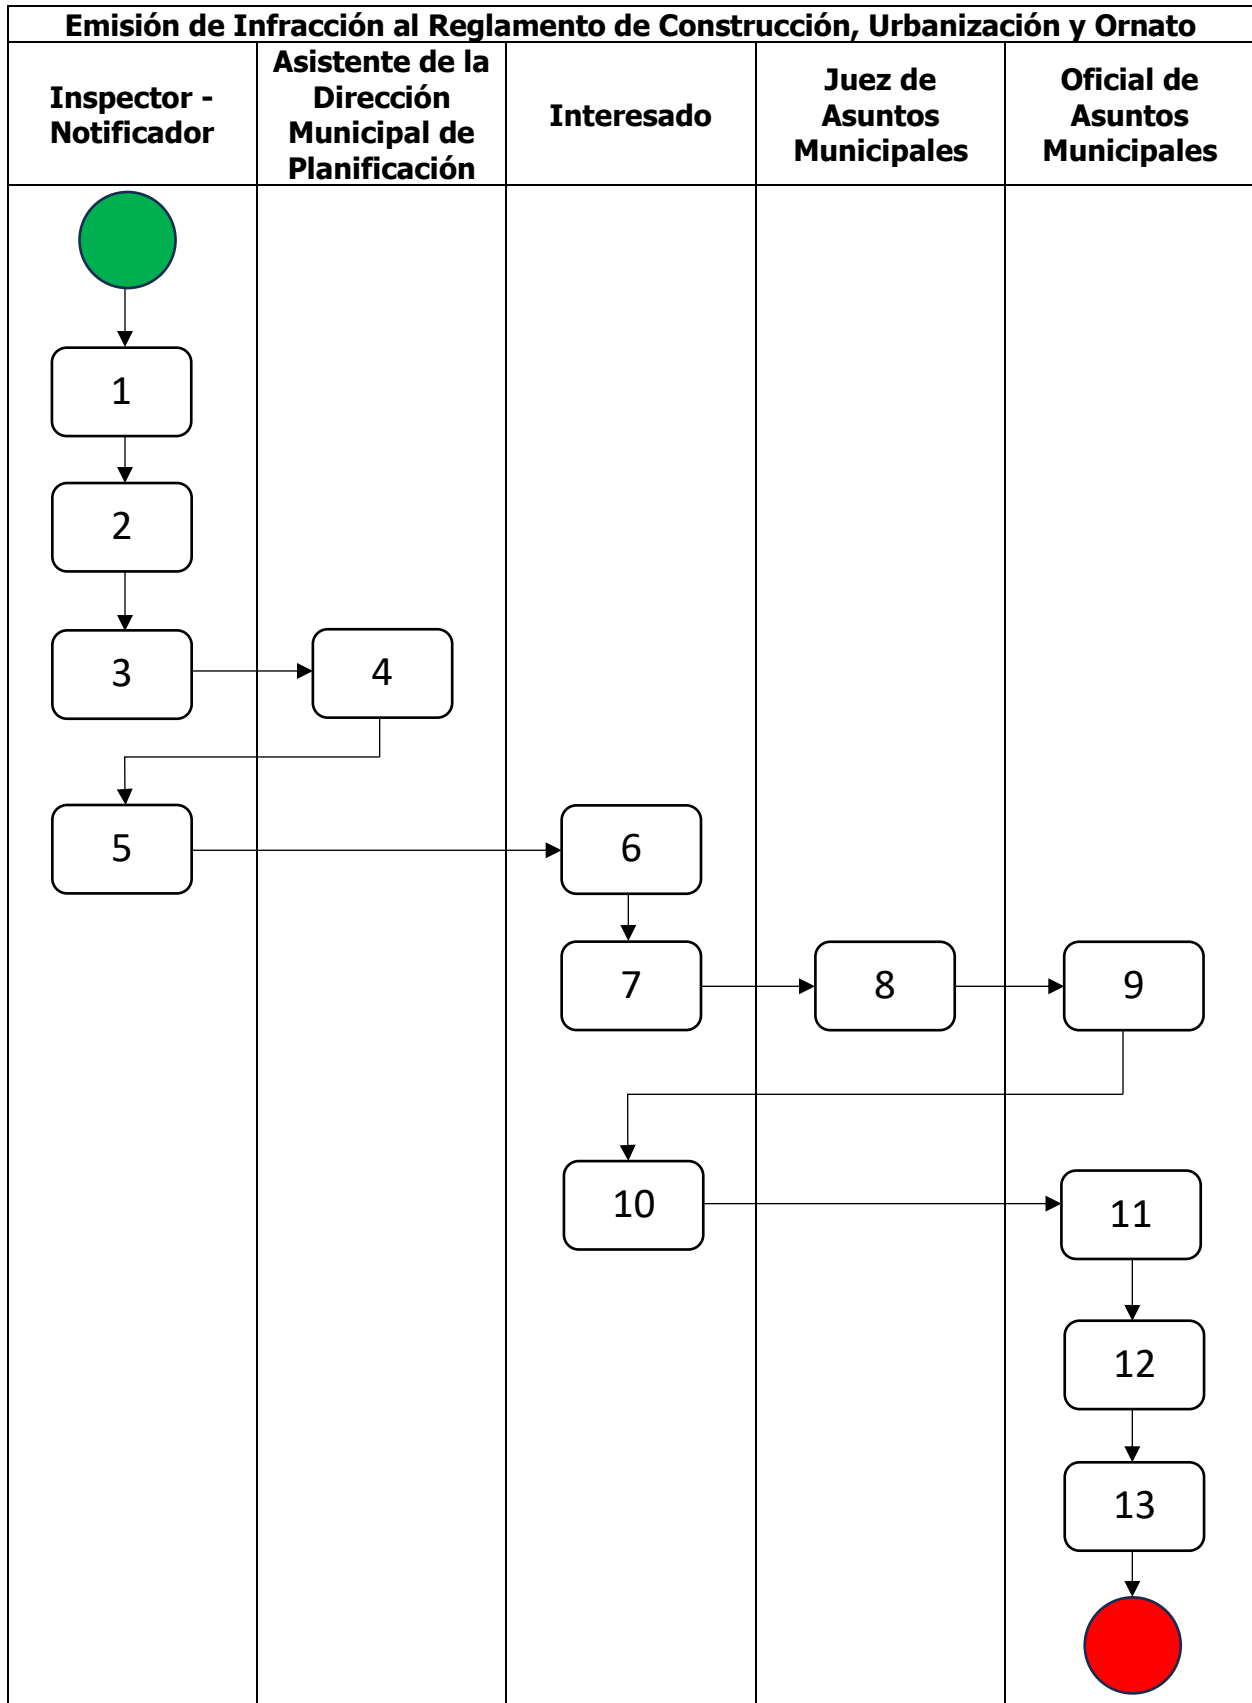 Emisión de Infracción al Reglamento de Construcción, Urbanización y Ornato
Inspector -
Notificador
Asistente de la
Dirección
Municipal de
Planificación
Interesado
Juez de
Asuntos
Municipales
Oficial de
Asuntos
Municipales
1
2
3
4
5
6
7
8
9
10
11
12
13